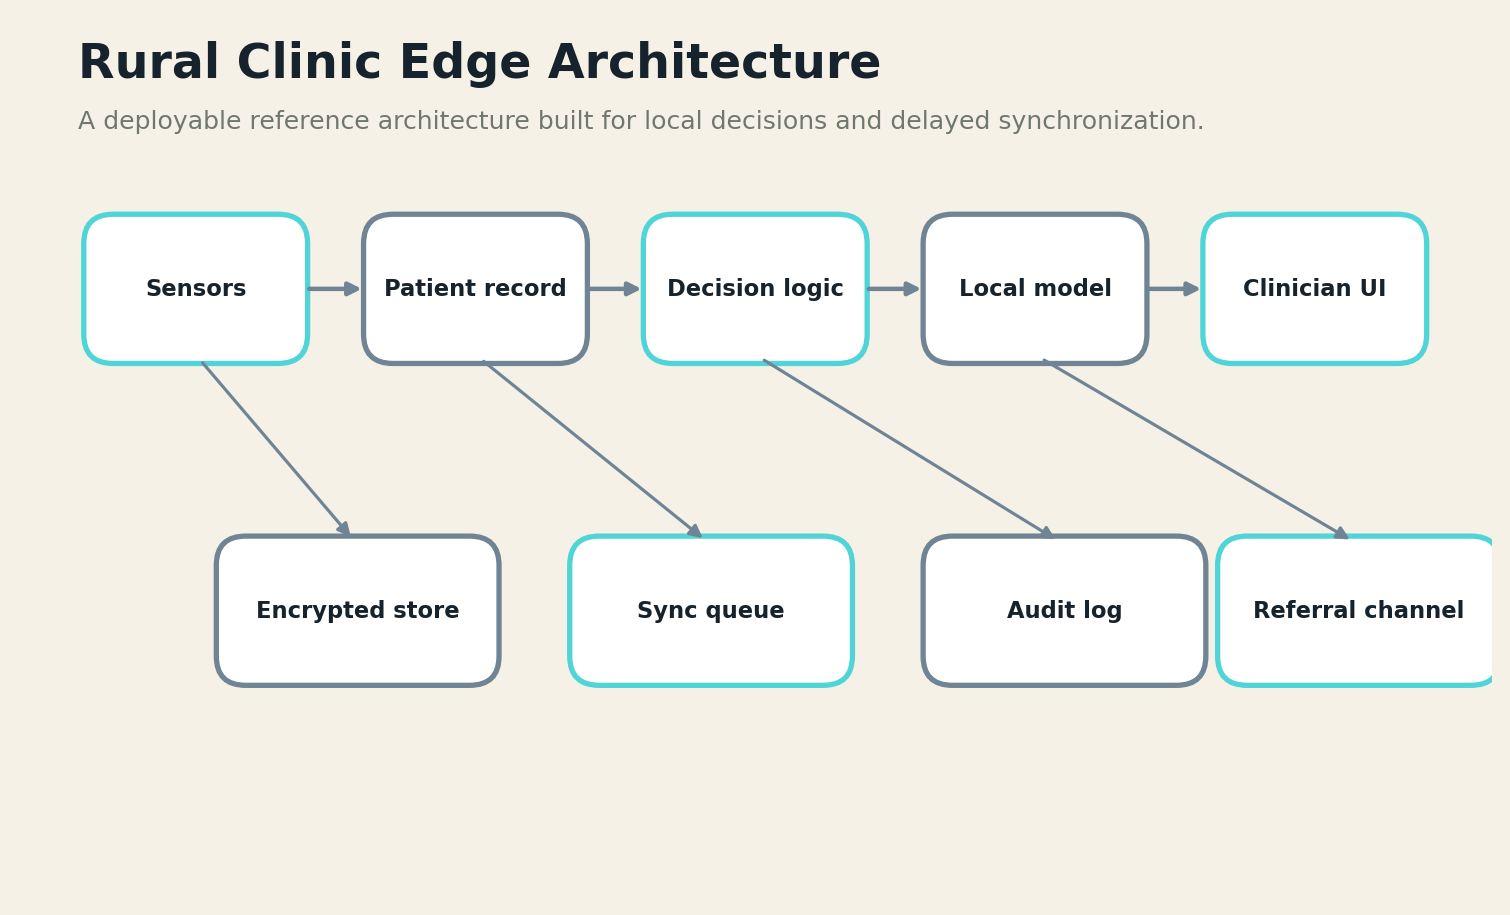 Rural Clinic Edge Architecture
A deployable reference architecture built for local decisions and delayed synchronization.
Sensors
Patient record
Decision logic
Local model
Clinician UI
Encrypted store
Sync queue
Audit log
Referral channel